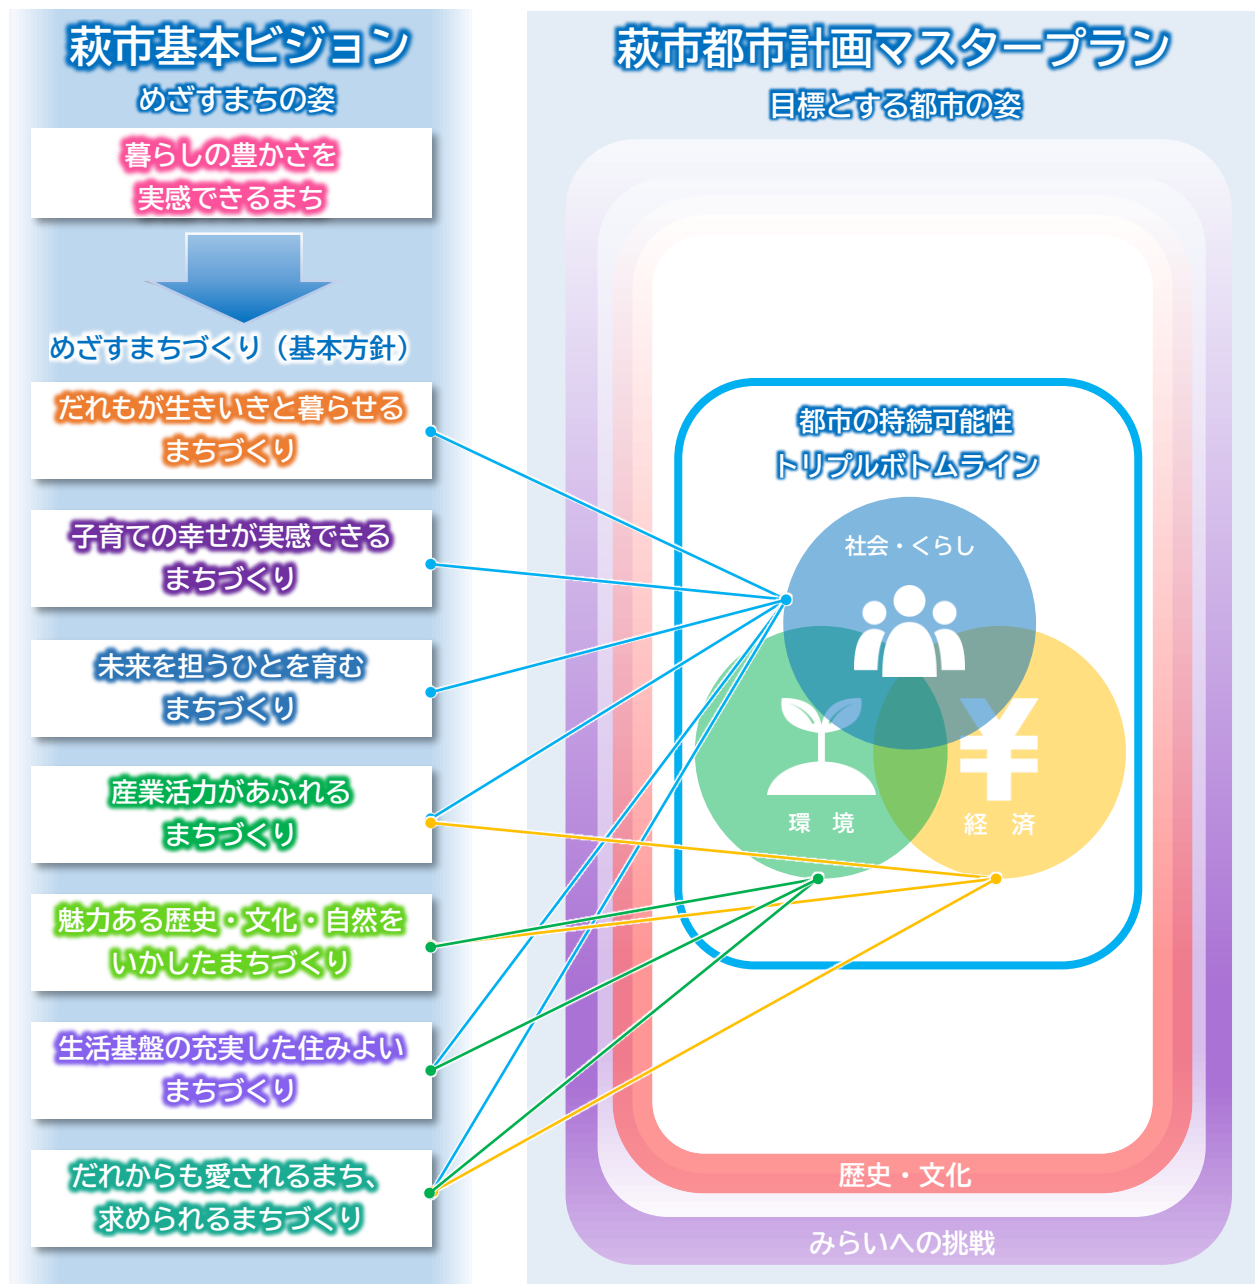 萩市基本ビジョン
めざすまちの姿
暮らしの豊かさを
実感できるまち
めざすまちづくり（基本方針）
だれもが生きいきと暮らせる
まちづくり
子育ての幸せが実感できる
まちづくり
未来を担うひとを育む
まちづくり
産業活力があふれる
まちづくり
魅力ある歴史・文化・自然を
いかしたまちづくり
生活基盤の充実した住みよい
まちづくり
だれからも愛されるまち、
求められるまちづくり
萩市都市計画マスタープラン
目標とする都市の姿
都市の持続可能性
トリプルボトムライン
社会・くらし
¥
環　境
経　済
歴史・文化
みらいへの挑戦